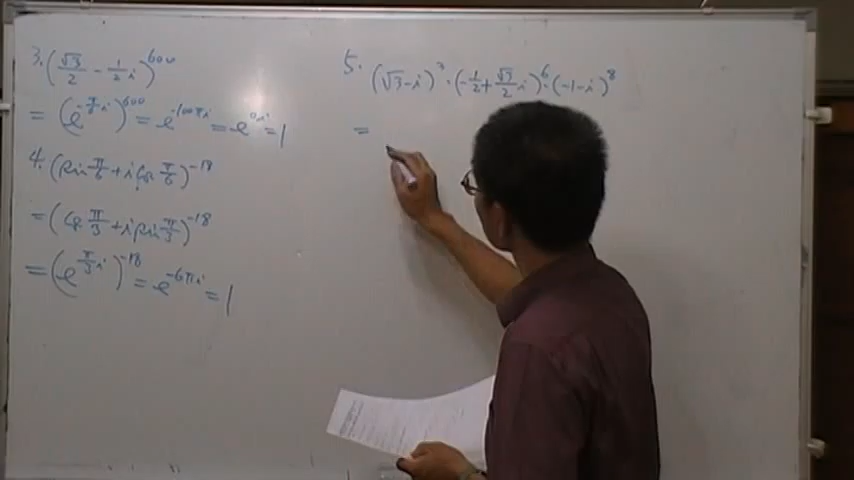 3. (√3/2 - 1/2 i)^600
= (e^(-π/6 i))^600 = e^(-100πi) = e^(0i) = 1
4. (sin π/6 + i cos π/6)^-18
= (cos π/3 + i sin π/3)^-18
= (e^(π/3 i))^-18 = e^(-6πi) = 1
5. (√3 - i)^7 · (-1/2 + √3/2 i)^6 · (-1 - i)^8
=